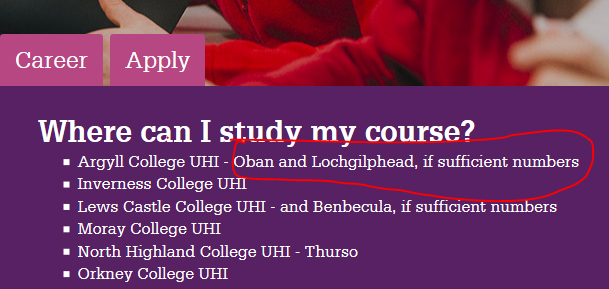 Career Apply
Where can I study my course?
Argyll College UHI - Oban and Lochgilphead, if sufficient numbers
Inverness College UHI
Lews Castle College UHI - and Benbecula, if sufficient numbers
Moray College UHI
North Highland College UHI - Thurso
Orkney College UHI